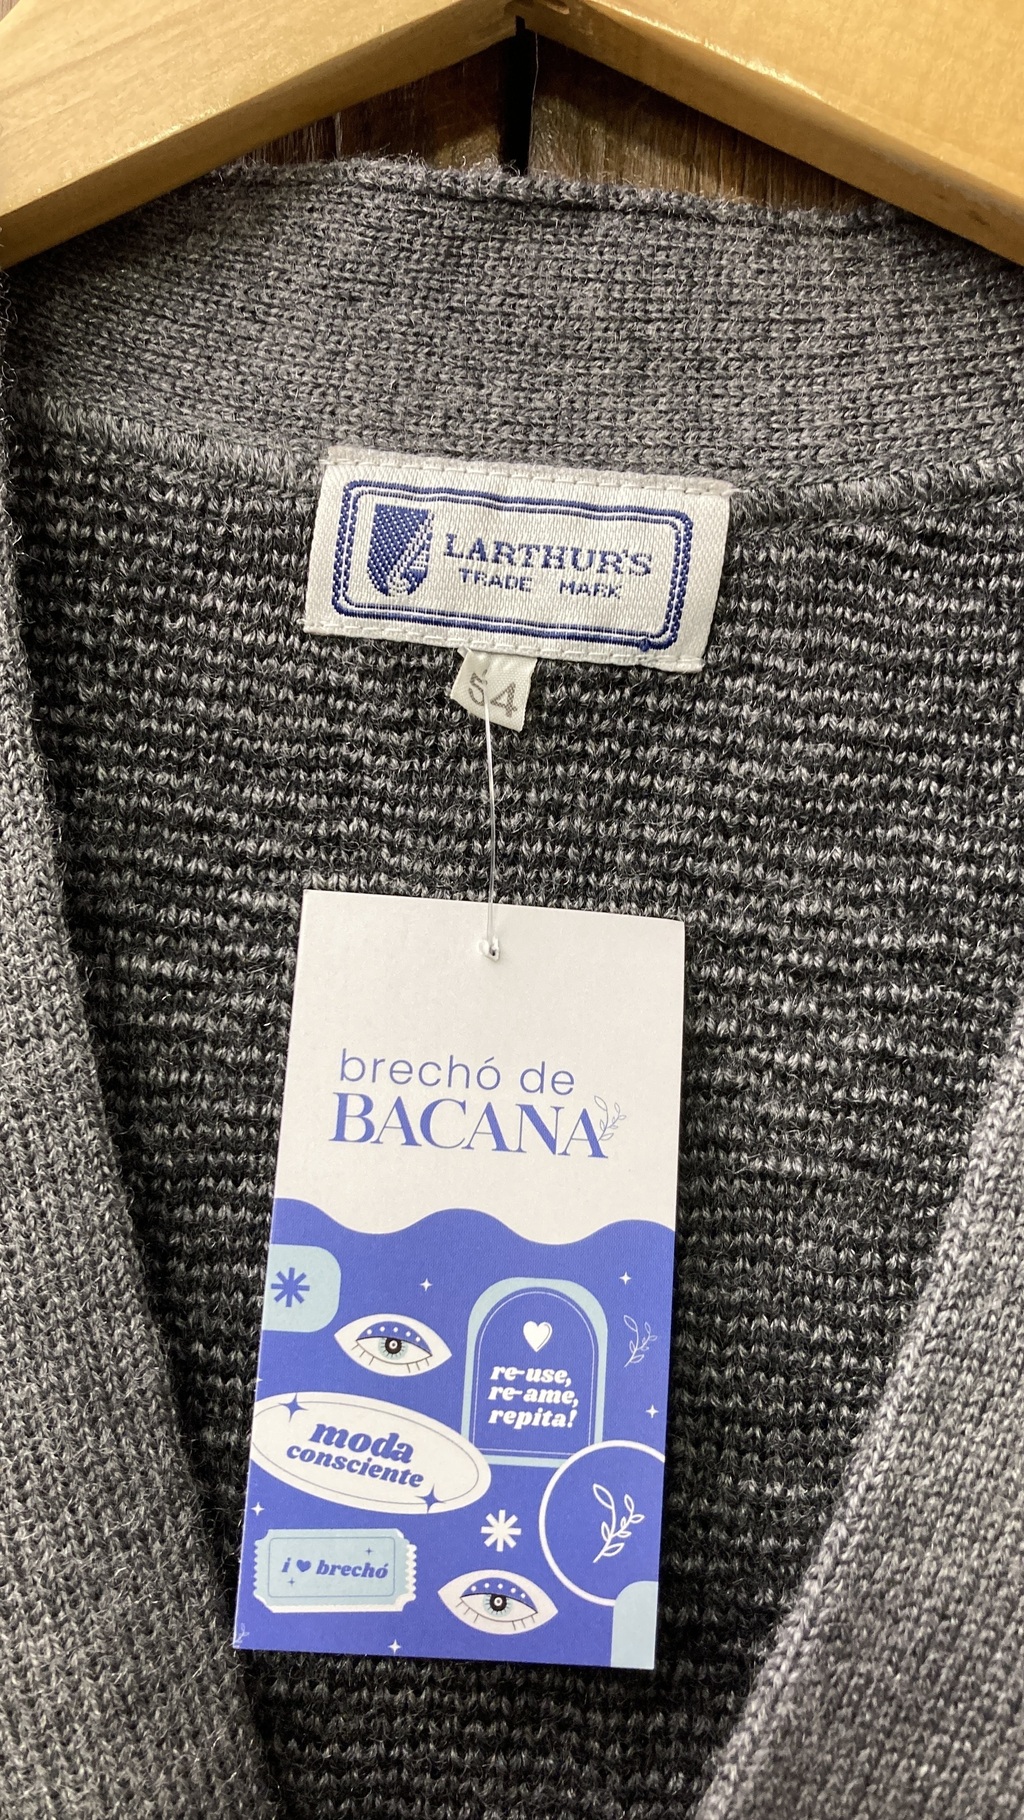 LARTHUR'S
TRADE MARK
54
brechó de
BACANA
re-use,
re-ame,
repita!
moda
consciente
i ♥ brechó